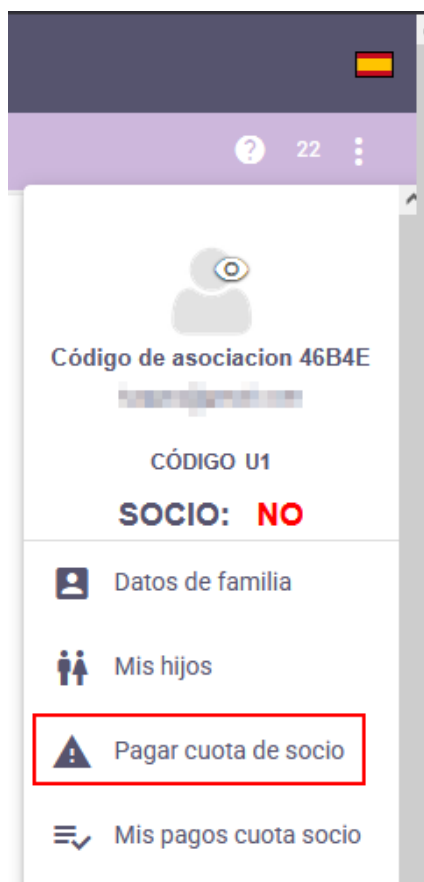 ? 22
Código de asociacion 46B4E
CÓDIGO U1
SOCIO: NO
Datos de familia
Mis hijos
Pagar cuota de socio
Mis pagos cuota socio